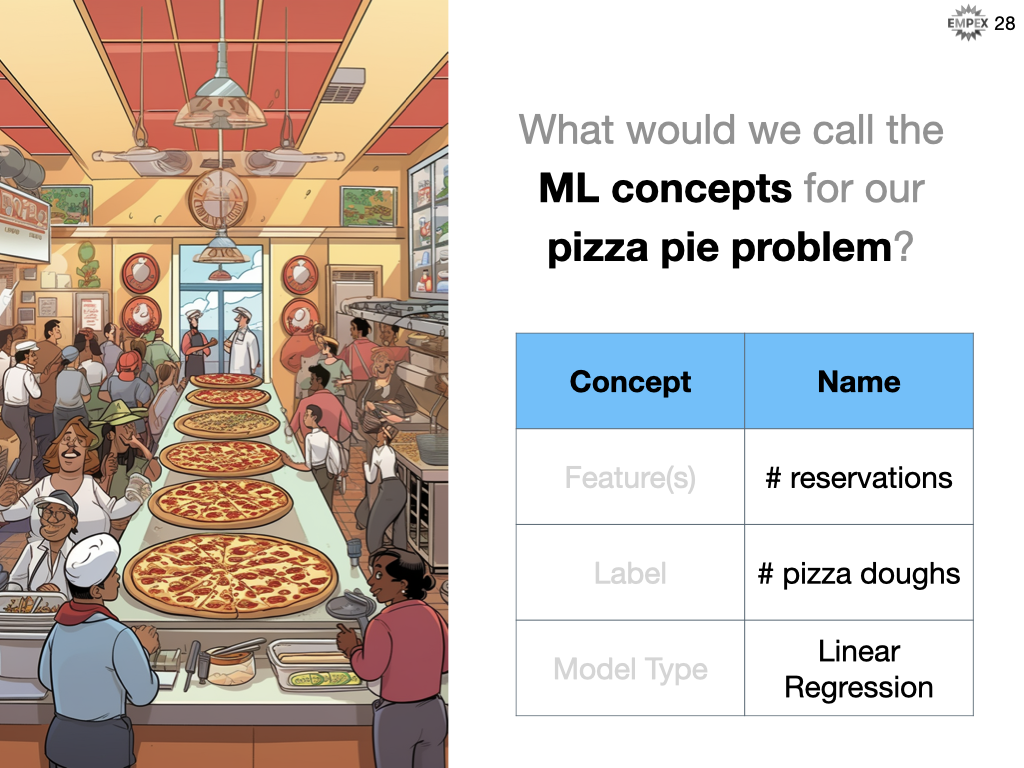 EMPEX 28
What would we call the
ML concepts for our
pizza pie problem?
Concept Name
Feature(s) # reservations
Label # pizza doughs
Model Type Linear
Regression